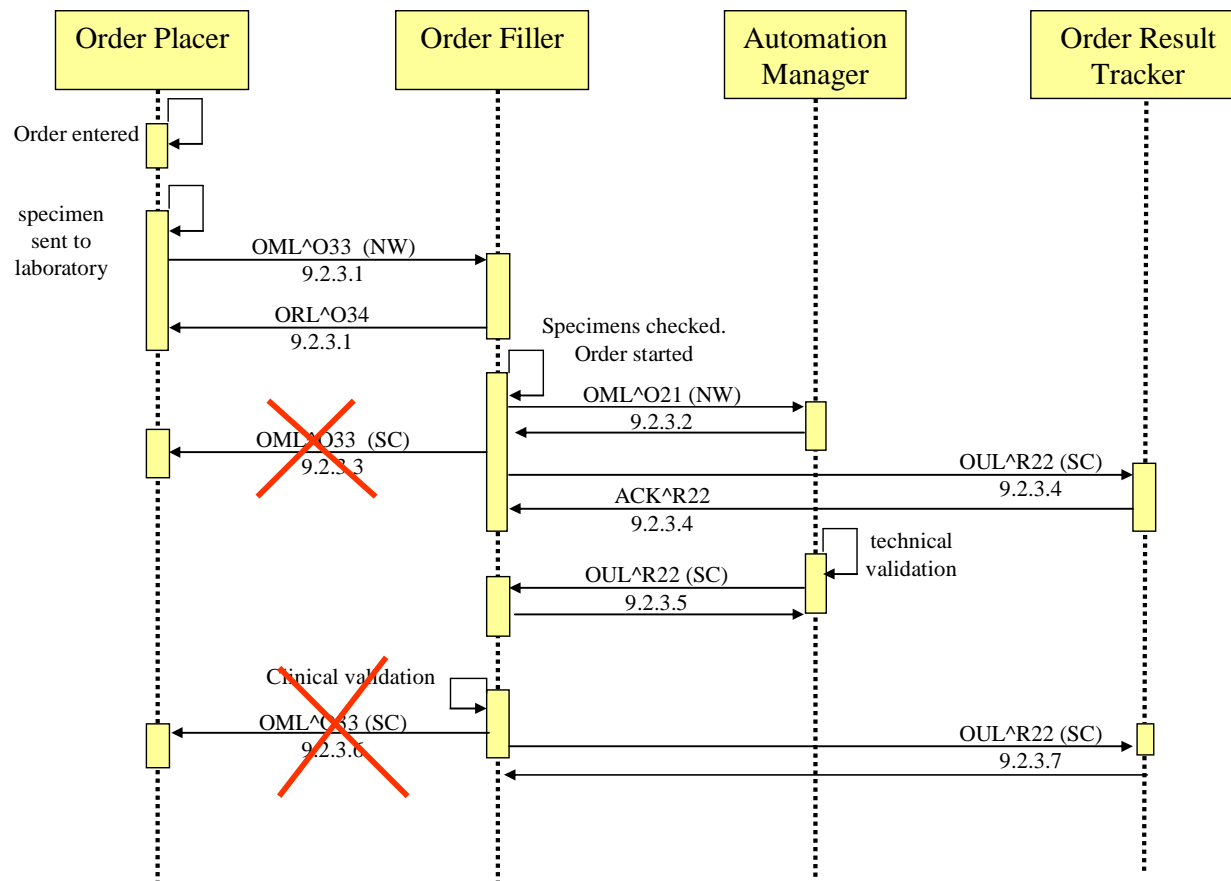 Order Placer
Order Filler
Automation
Manager
Order Result
Tracker
Order entered
specimen
sent to
laboratory
OML^O33 (NW)
9.2.3.1
ORL^O34
9.2.3.1
Specimens checked.
Order started
OML^O21 (NW)
9.2.3.2
OML^O33 (SC)
9.2.3.3
OUL^R22 (SC)
9.2.3.4
ACK^R22
9.2.3.4
technical
validation
OUL^R22 (SC)
9.2.3.5
Clinical validation
OML^O33 (SC)
9.2.3.6
OUL^R22 (SC)
9.2.3.7